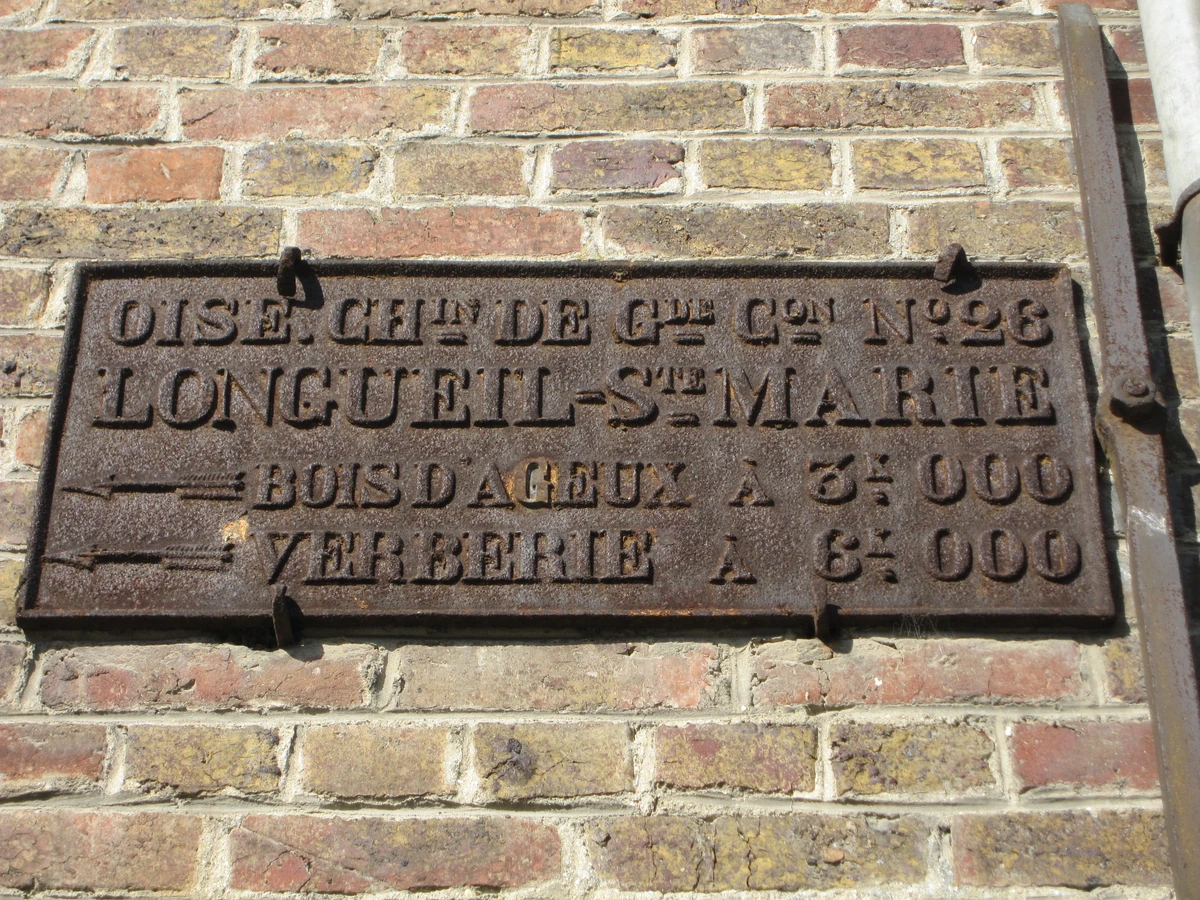 OISE. CHIN DE GDE CON No 26
LONGUEIL-STE MARIE
BOIS D'AGEUX À 3K. 000
VERBERIE À 6K. 000